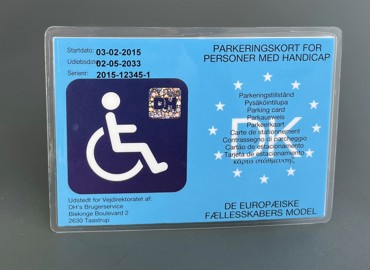 Startdato: 03-02-2015
Udløbsdato: 02-05-2033
Serienr: 2015-12345-1
PARKERINGSKORT FOR
PERSONER MED HANDICAP
DH
Parkeringstillstånd
Pysäköintilupa
Parking card
Parkausweis
Parkeerkaart
Carte de stationnement
Contrassegno di parcheggio
Cartão de estacionamento
Tarjeta de estacionamiento
κάρτα στάθμευσης
DK
Udstedt for Vejdirektoratet af:
DH's Brugerservice
Blekinge Boulevard 2
2630 Taastrup
DE EUROPÆISKE
FÆLLESSKABERS MODEL